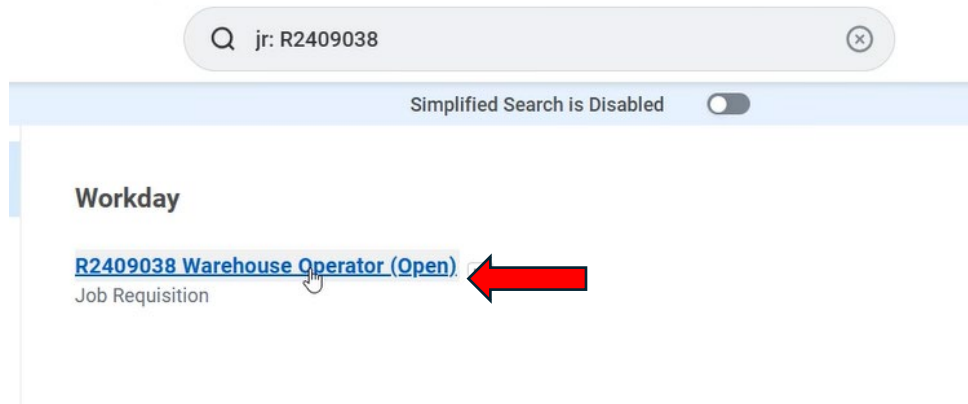 jr: R2409038
Simplified Search is Disabled
Workday
R2409038 Warehouse Operator (Open)
Job Requisition